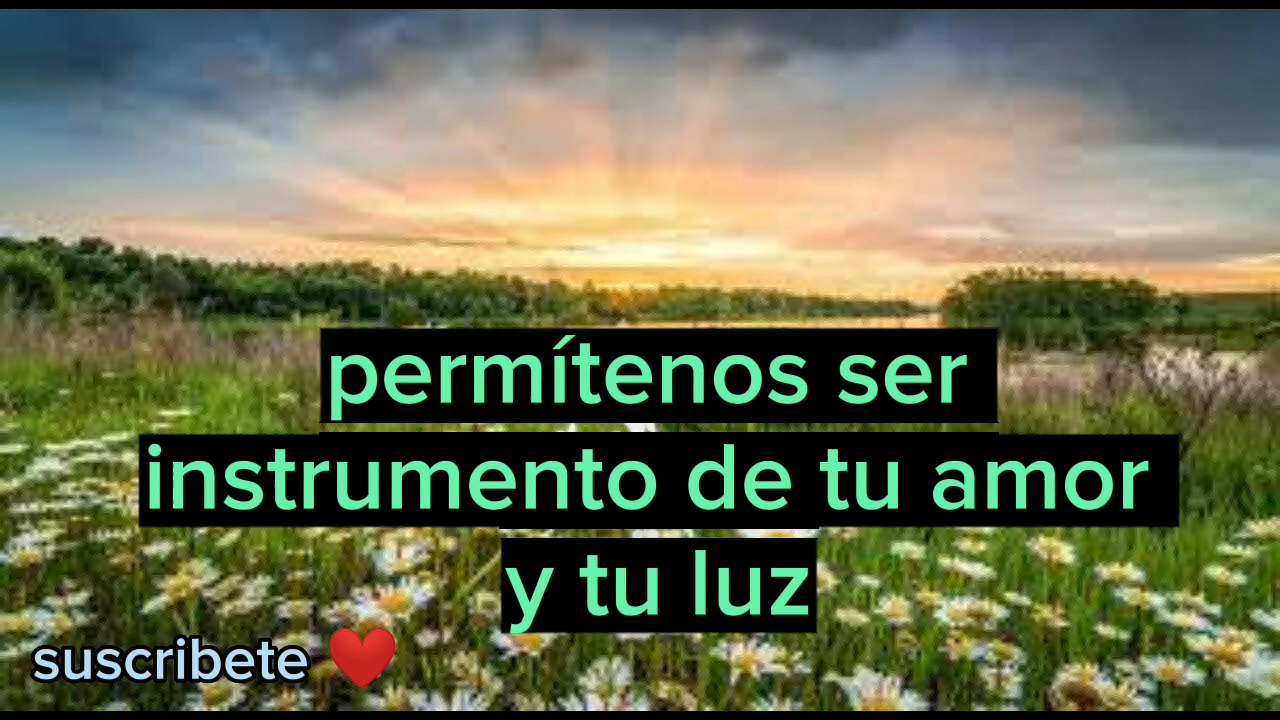 permítenos ser
instrumento de tu amor
y tu luz
suscribete ❤️